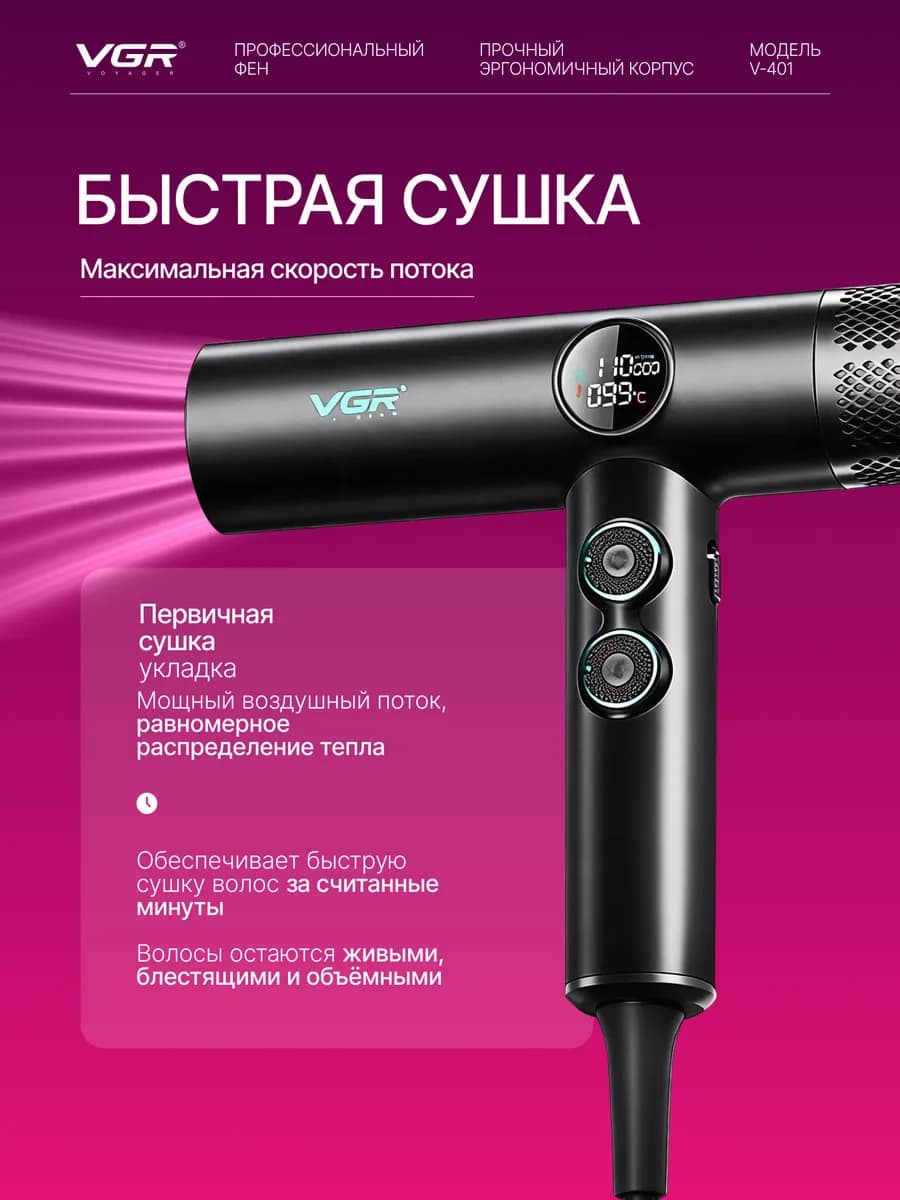 VGR®
VOYAGER
ПРОФЕССИОНАЛЬНЫЙ
ФЕН
ПРОЧНЫЙ
ЭРГОНОМИЧНЫЙ КОРПУС
МОДЕЛЬ
V-401
БЫСТРАЯ СУШКА
Максимальная скорость потока
110000
099°C
VGR
Первичная
сушка
укладка
Мощный воздушный поток,
равномерное
распределение тепла
Обеспечивает быструю
сушку волос за считанные
минуты
Волосы остаются живыми,
блестящими и объёмными